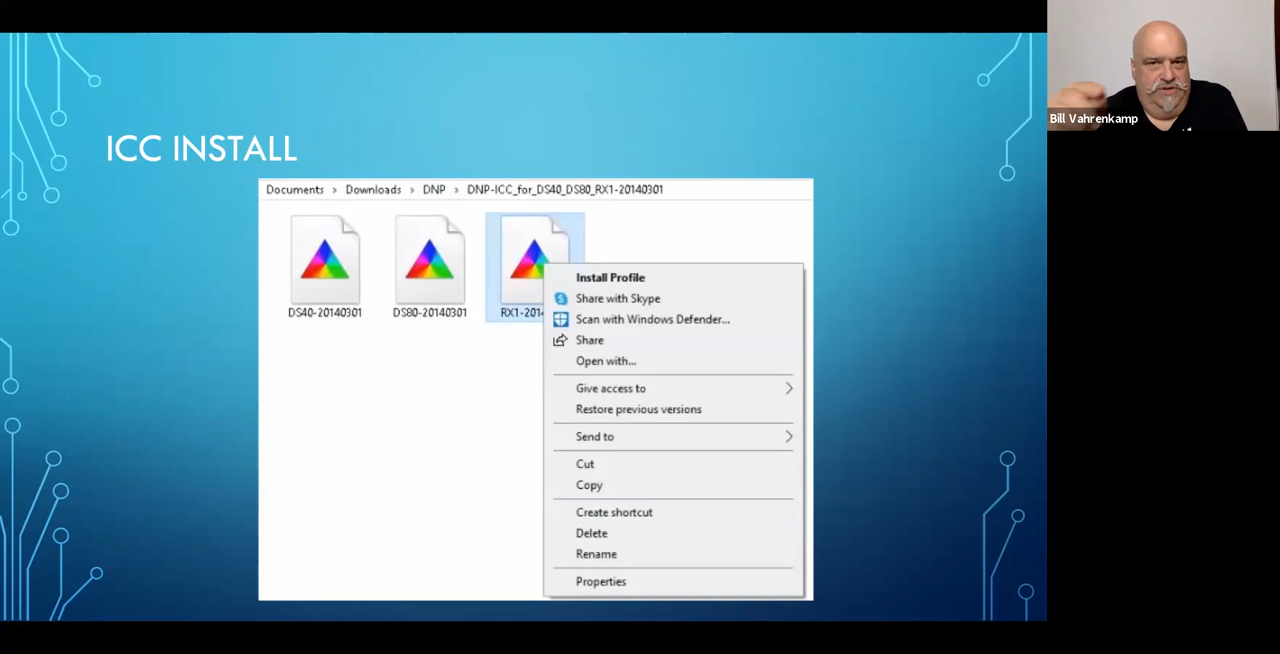 ICC INSTALL
Documents > Downloads > DNP > DNP-ICC_for_DS40_DS80_RX1-20140301
DS40-20140301
DS80-20140301
RX1-2014
Install Profile
Share with Skype
Scan with Windows Defender...
Share
Open with...
Give access to
Restore previous versions
Send to
Cut
Copy
Create shortcut
Delete
Rename
Properties
Bill Vahrenkamp